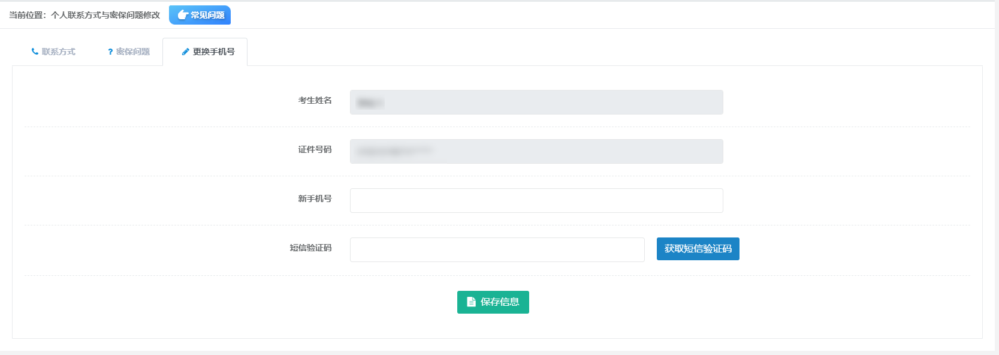 当前位置：个人联系方式与密保问题修改 常见问题
联系方式 ? 密保问题 更换手机号
考生姓名
证件号码
新手机号
短信验证码 获取短信验证码
保存信息